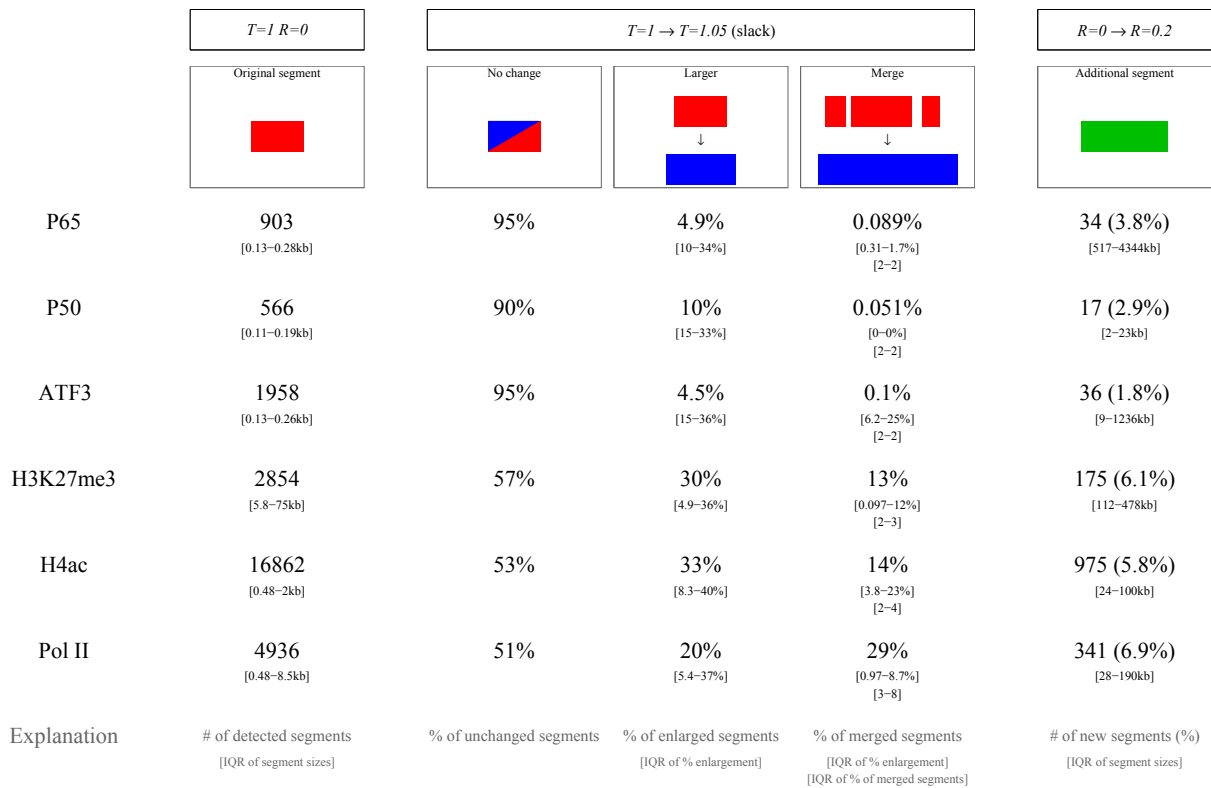 T=1 R=0
T=1 → T=1.05 (slack)
R=0 → R=0.2
Original segment
No change
Larger
Merge
Additional segment
↓
↓
P65 903 95% 4.9% 0.089% 34 (3.8%)
[0.13−0.28kb] [10−34%] [0.31−1.7%] [517−4344kb]
[2−2]
P50 566 90% 10% 0.051% 17 (2.9%)
[0.11−0.19kb] [15−33%] [0−0%] [2−23kb]
[2−2]
ATF3 1958 95% 4.5% 0.1% 36 (1.8%)
[0.13−0.26kb] [15−36%] [6.2−25%] [9−1236kb]
[2−2]
H3K27me3 2854 57% 30% 13% 175 (6.1%)
[5.8−75kb] [4.9−36%] [0.097−12%] [112−478kb]
[2−3]
H4ac 16862 53% 33% 14% 975 (5.8%)
[0.48−2kb] [8.3−40%] [3.8−23%] [24−100kb]
[2−4]
Pol II 4936 51% 20% 29% 341 (6.9%)
[0.48−8.5kb] [5.4−37%] [0.97−8.7%] [28−190kb]
[3−8]
Explanation # of detected segments % of unchanged segments % of enlarged segments % of merged segments # of new segments (%)
[IQR of segment sizes] [IQR of % enlargement] [IQR of % enlargement] [IQR of segment sizes]
[IQR of % of merged segments]